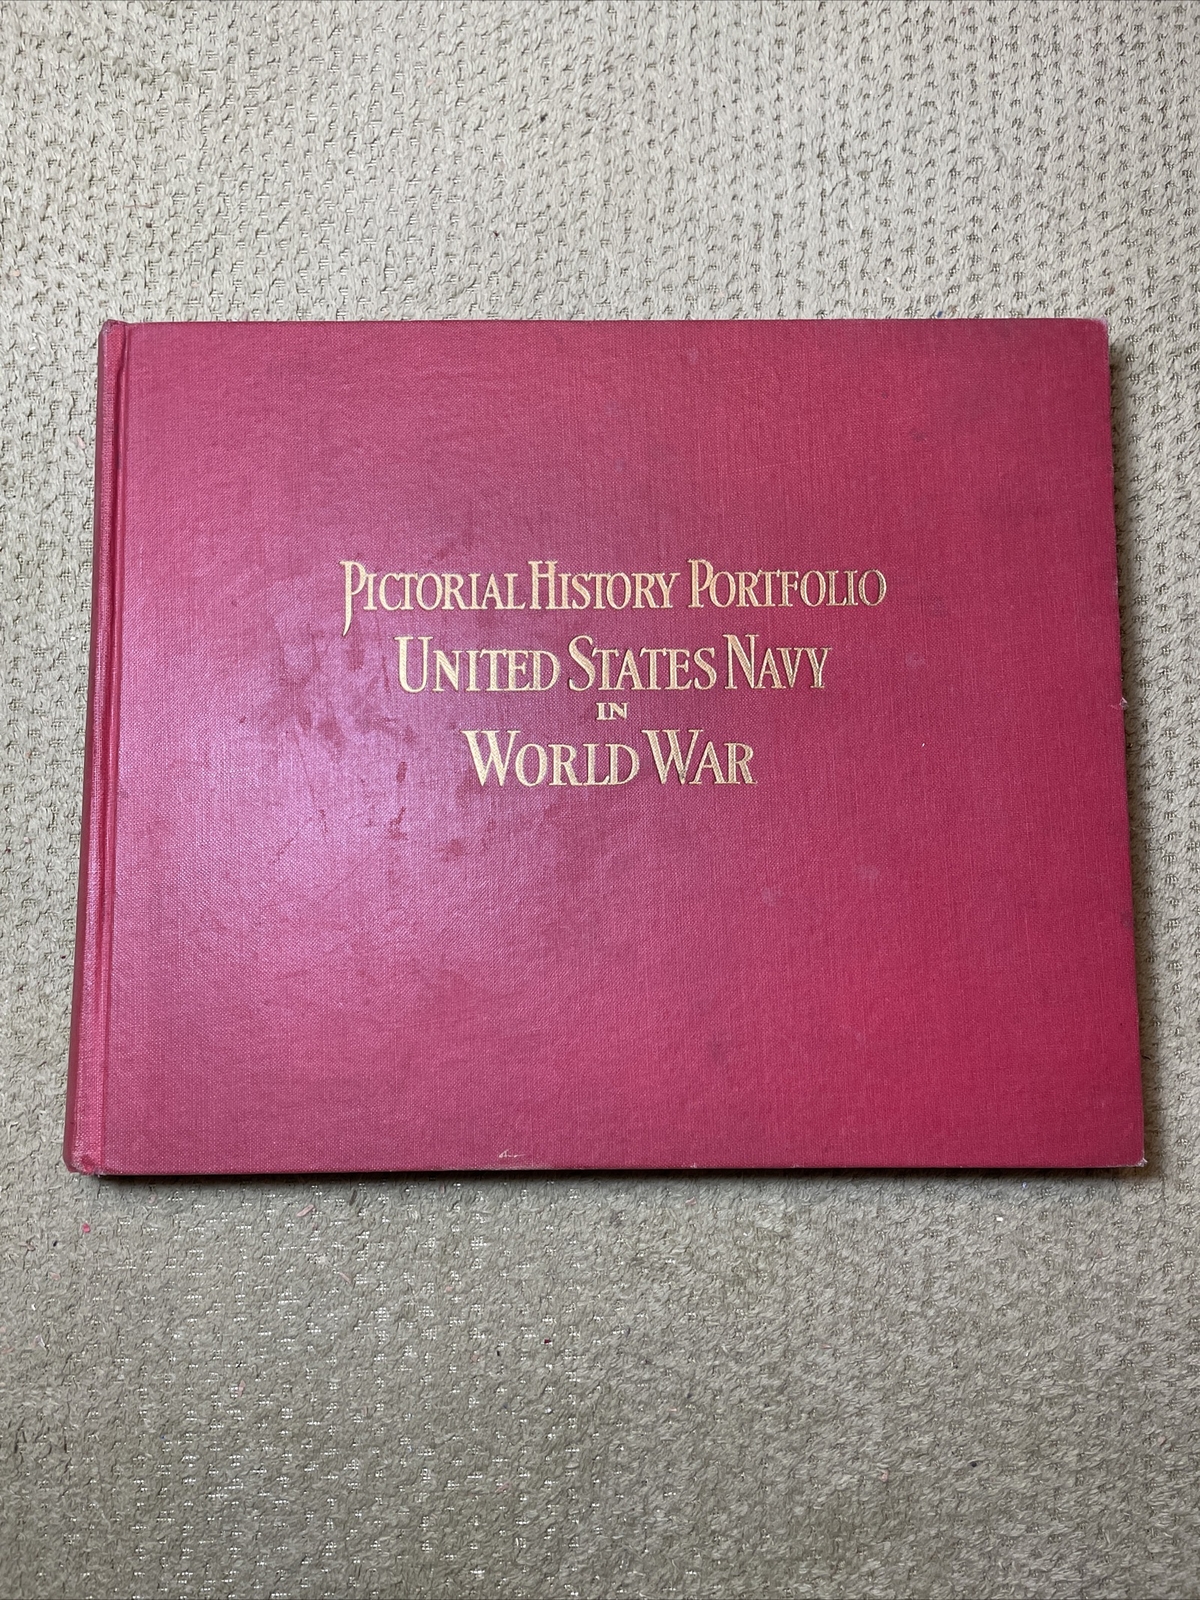 PICTORIAL HISTORY PORTFOLIO
UNITED STATES NAVY
IN
WORLD WAR